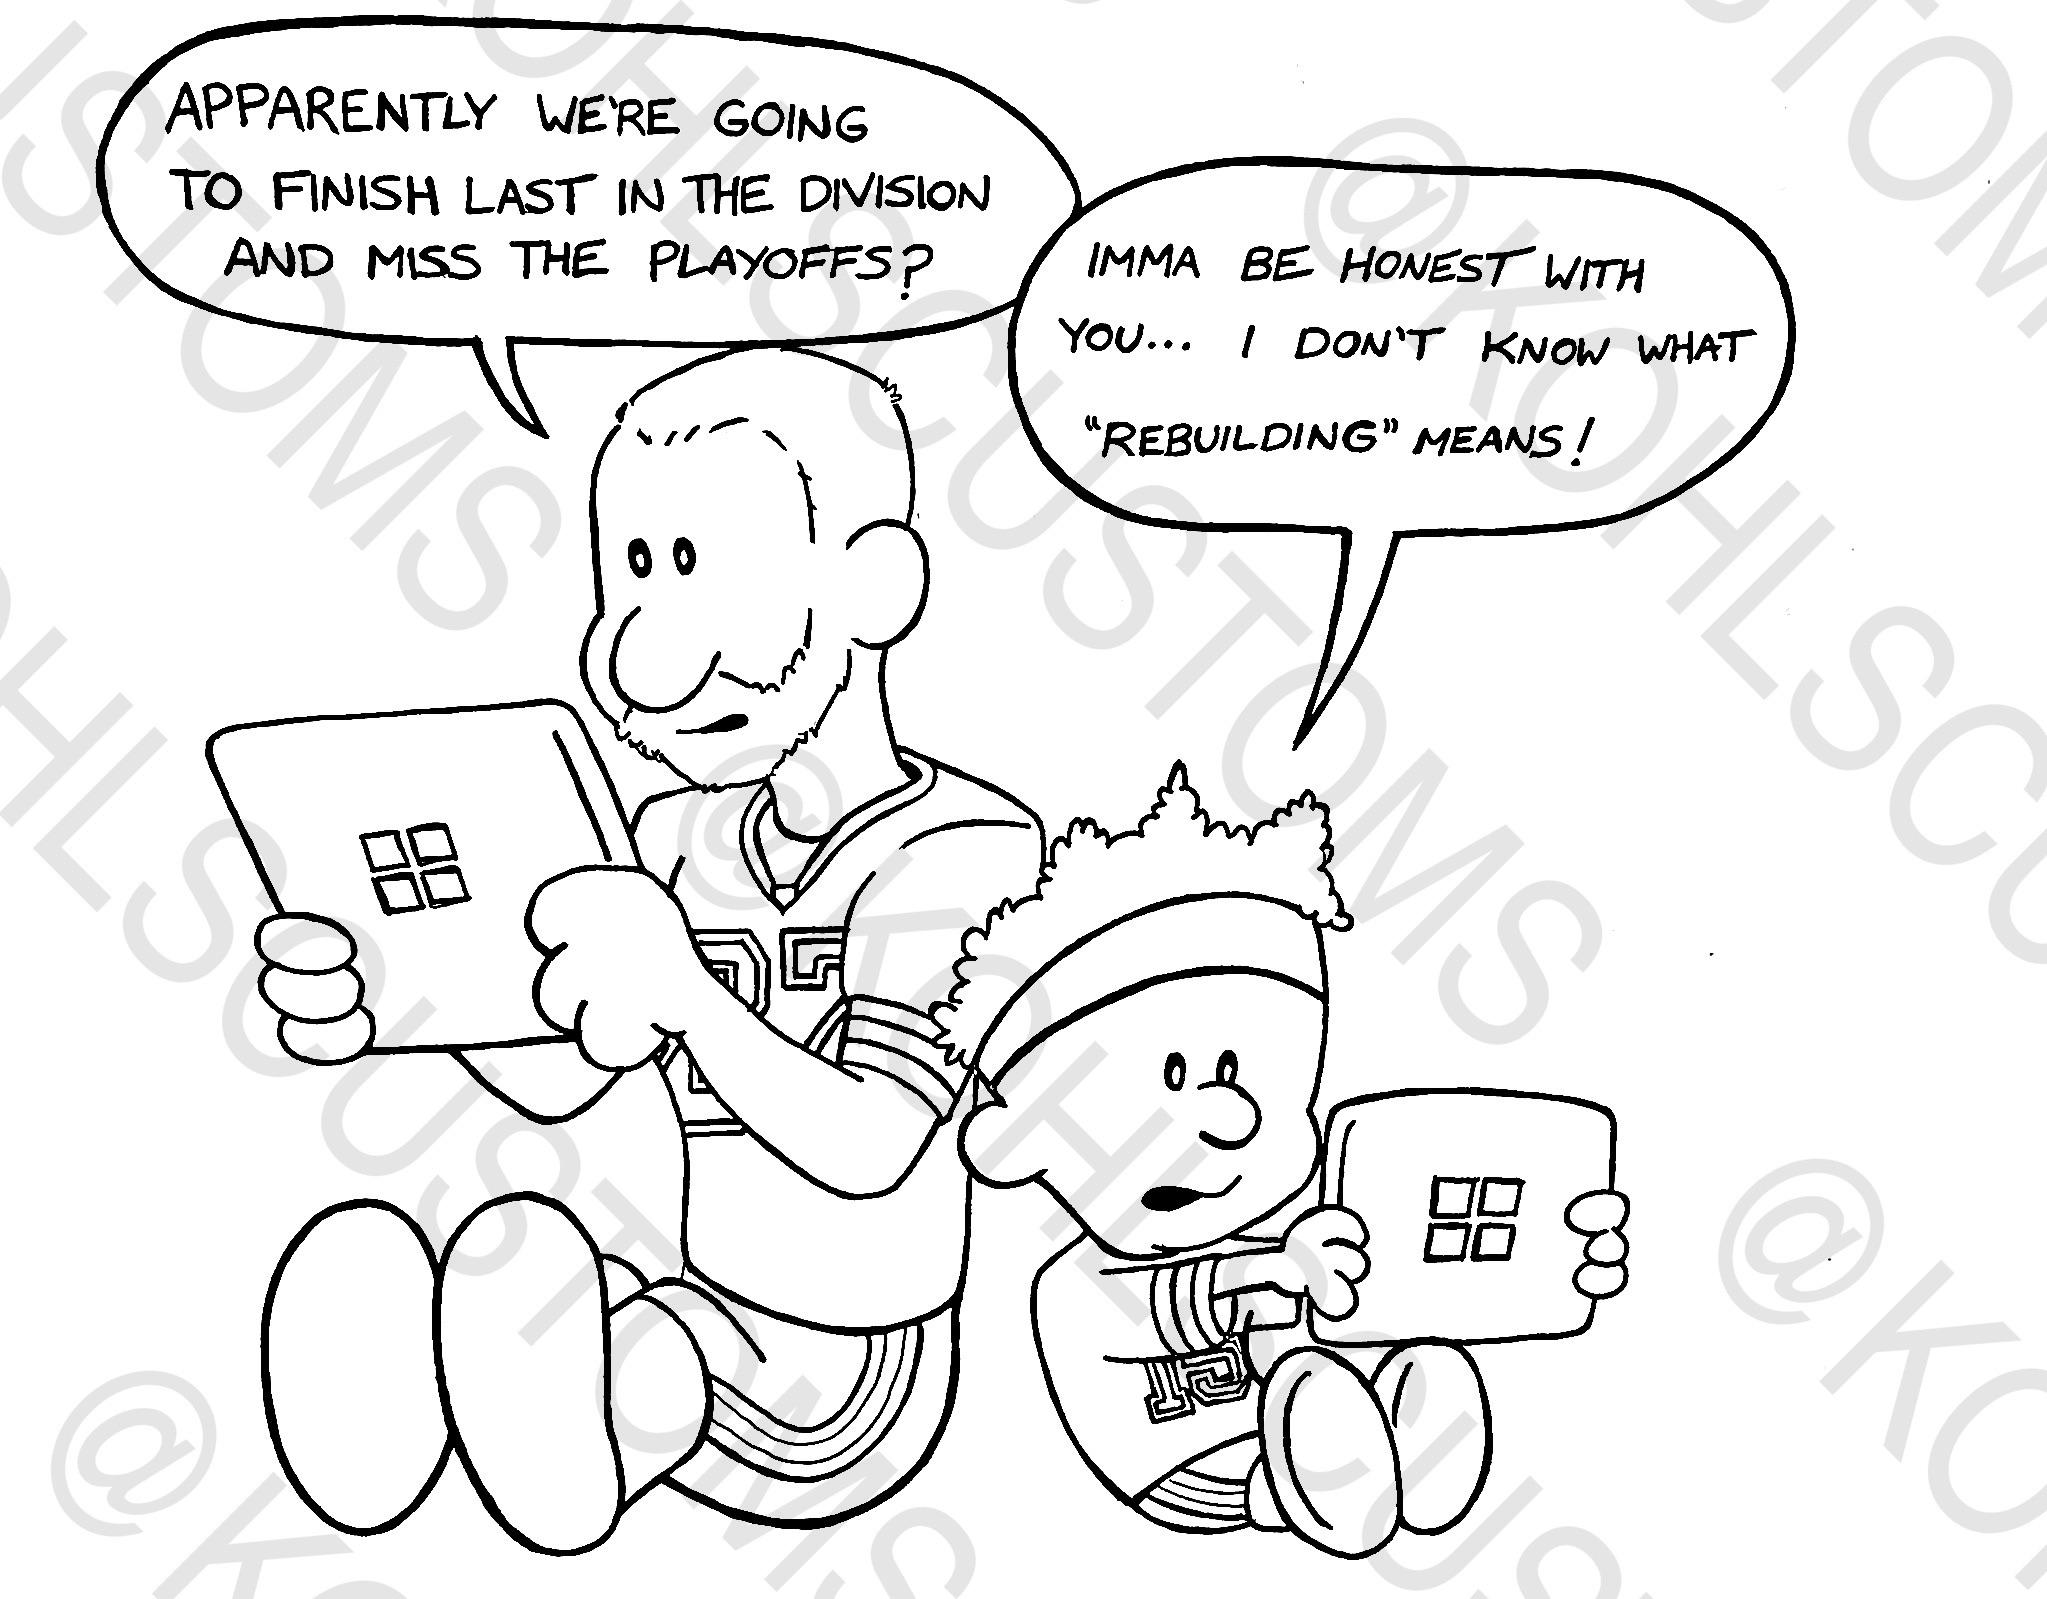 APPARENTLY WE'RE GOING
TO FINISH LAST IN THE DIVISION
AND MISS THE PLAYOFFS?
IMMA BE HONEST WITH
YOU... I DON'T KNOW WHAT
"REBUILDING" MEANS!
12
@KOHLSCUSTOMS
@KOHLSCUSTOMS
@KOHLSCUSTOMS